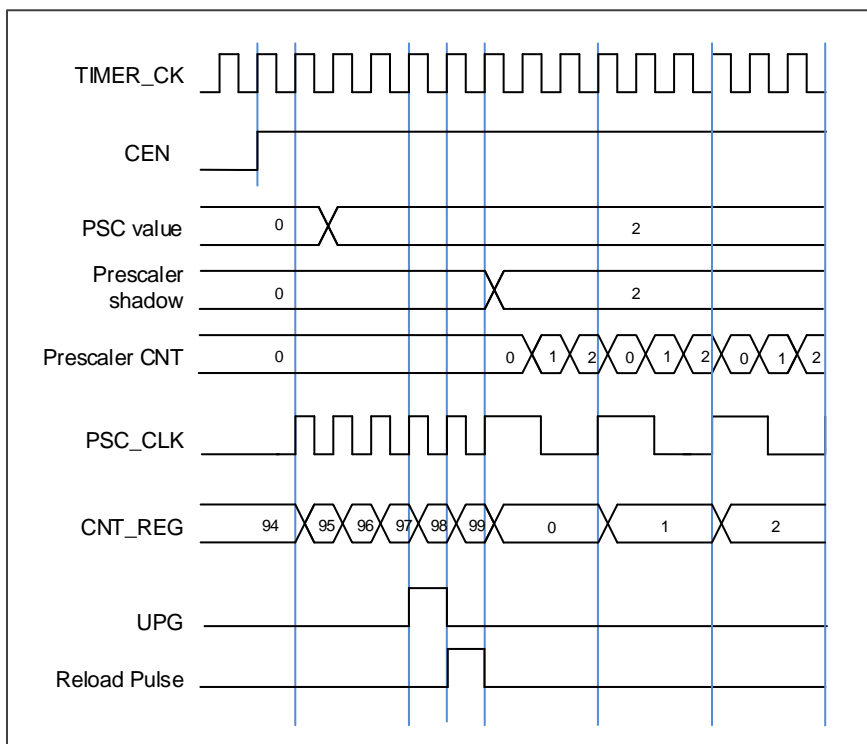 TIMER_CK
CEN
PSC value 0 2
Prescaler
shadow 0 2
Prescaler CNT 0 0 1 2 0 1 2 0 1 2
PSC_CLK
CNT_REG 94 95 96 97 98 99 0 1 2
UPG
Reload Pulse